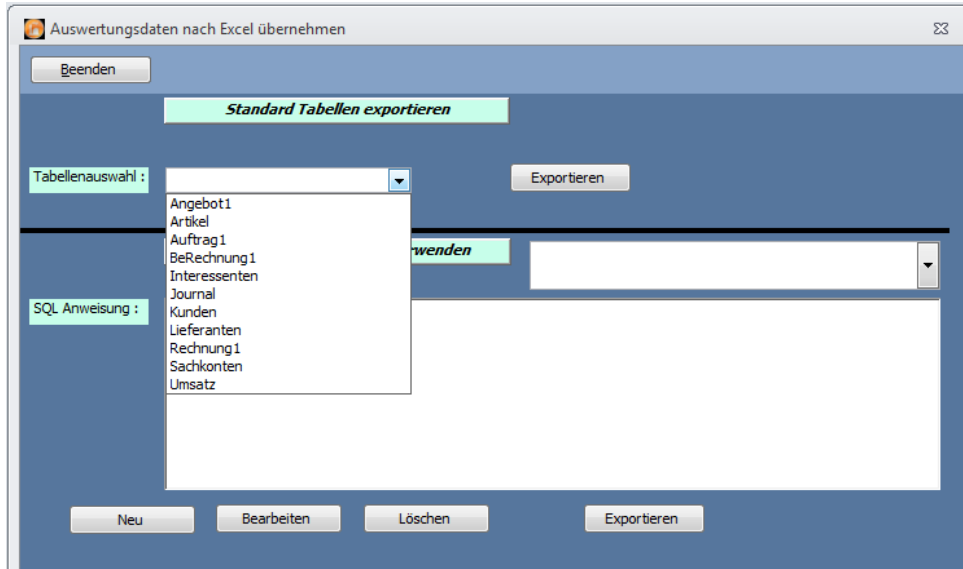 Auswertungsdaten nach Excel übernehmen
Beenden
Standard Tabellen exportieren
Tabellenauswahl :
Exportieren
Angebot1
Artikel
Auftrag1
BeRechnung1
Interessenten
Journal
Kunden
Lieferanten
Rechnung1
Sachkonten
Umsatz
SQL Anweisung :
Neu
Bearbeiten
Löschen
Exportieren